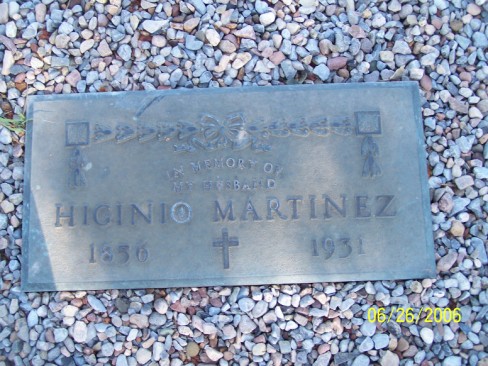 IN MEMORY OF
MY HUSBAND
HIGINIO MARTINEZ
1856 1931
06/26/2006